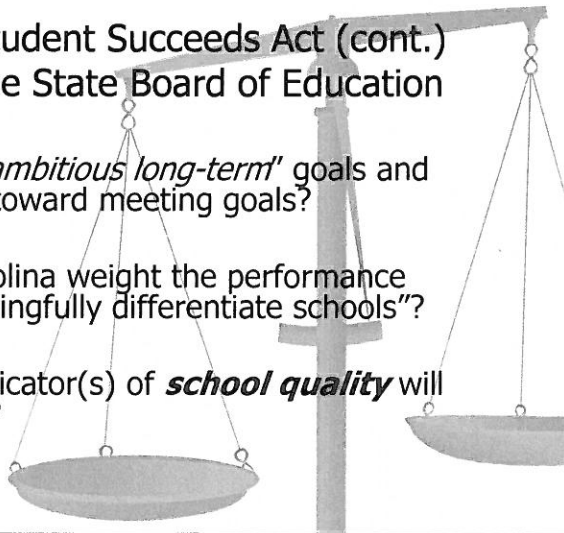 tudent Succeeds Act (cont.)
e State Board of Education
ambitious long-term" goals and
toward meeting goals?
olina weight the performance
ingfully differentiate schools"?
icator(s) of school quality will